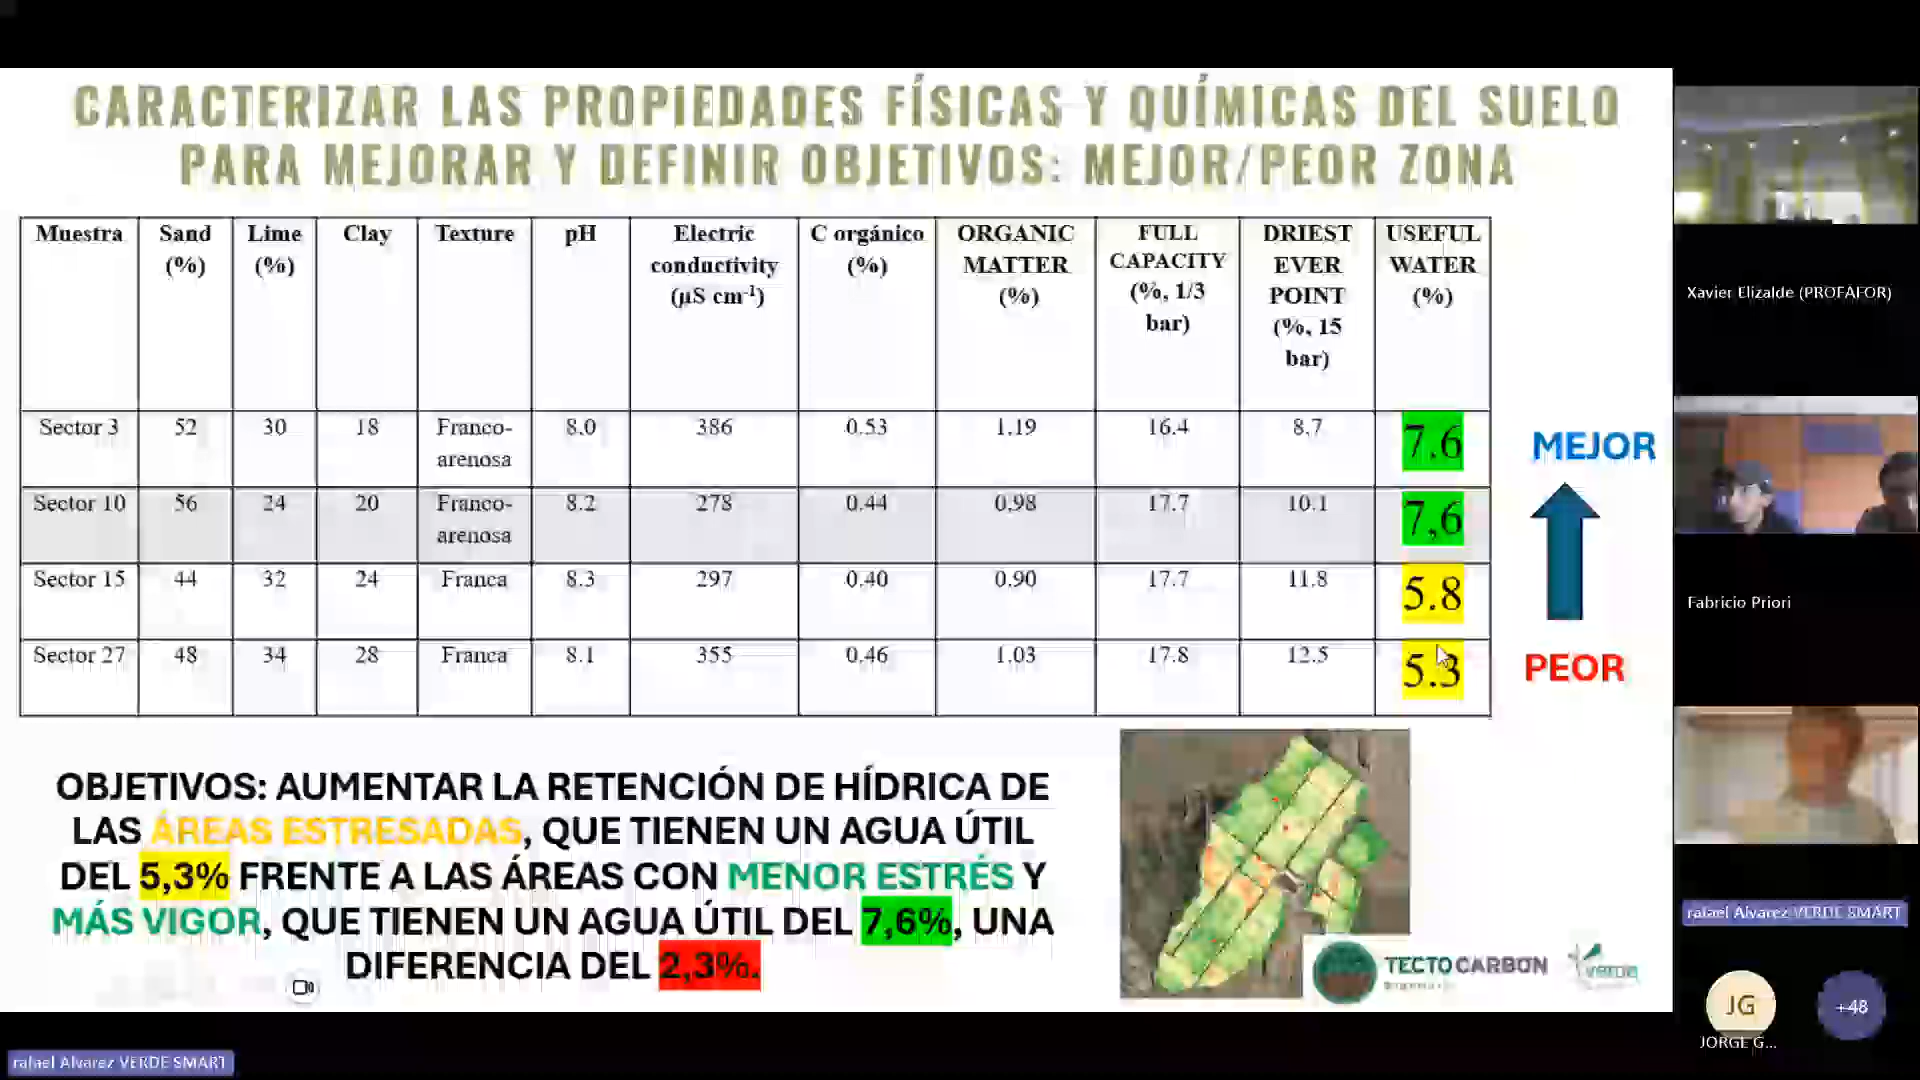 CARACTERIZAR LAS PROPIEDADES FÍSICAS Y QUÍMICAS DEL SUELO
PARA MEJORAR Y DEFINIR OBJETIVOS: MEJOR/PEOR ZONA
Muestra Sand (%) Lime (%) Clay Texture pH Electric conductivity (µS cm-1) C orgánico (%) ORGANIC MATTER (%) FULL CAPACITY (%, 1/3 bar) DRIEST EVER POINT (%, 15 bar) USEFUL WATER (%)
Sector 3 52 30 18 Franco-arenosa 8.0 386 0.53 1.19 16.4 8.7 7.6
Sector 10 56 24 20 Franco-arenosa 8.2 278 0.44 0,98 17.7 10.1 7,6
Sector 15 44 32 24 Franca 8.3 297 0.40 0.90 17.7 11.8 5.8
Sector 27 48 34 28 Franca 8.1 355 0.46 1.03 17.8 12.5 5.3
MEJOR
PEOR
OBJETIVOS: AUMENTAR LA RETENCIÓN DE HÍDRICA DE
LAS ÁREAS ESTRESADAS, QUE TIENEN UN AGUA ÚTIL
DEL 5,3% FRENTE A LAS ÁREAS CON MENOR ESTRÉS Y
MÁS VIGOR, QUE TIENEN UN AGUA ÚTIL DEL 7,6%, UNA
DIFERENCIA DEL 2,3%.
TECTO CARBON
Xavier Elizalde (PROFAFOR)
Fabricio Priori
rafael Alvarez VERDE SMART
JG
+48
JORGE G...
rafael Alvarez VERDE SMART